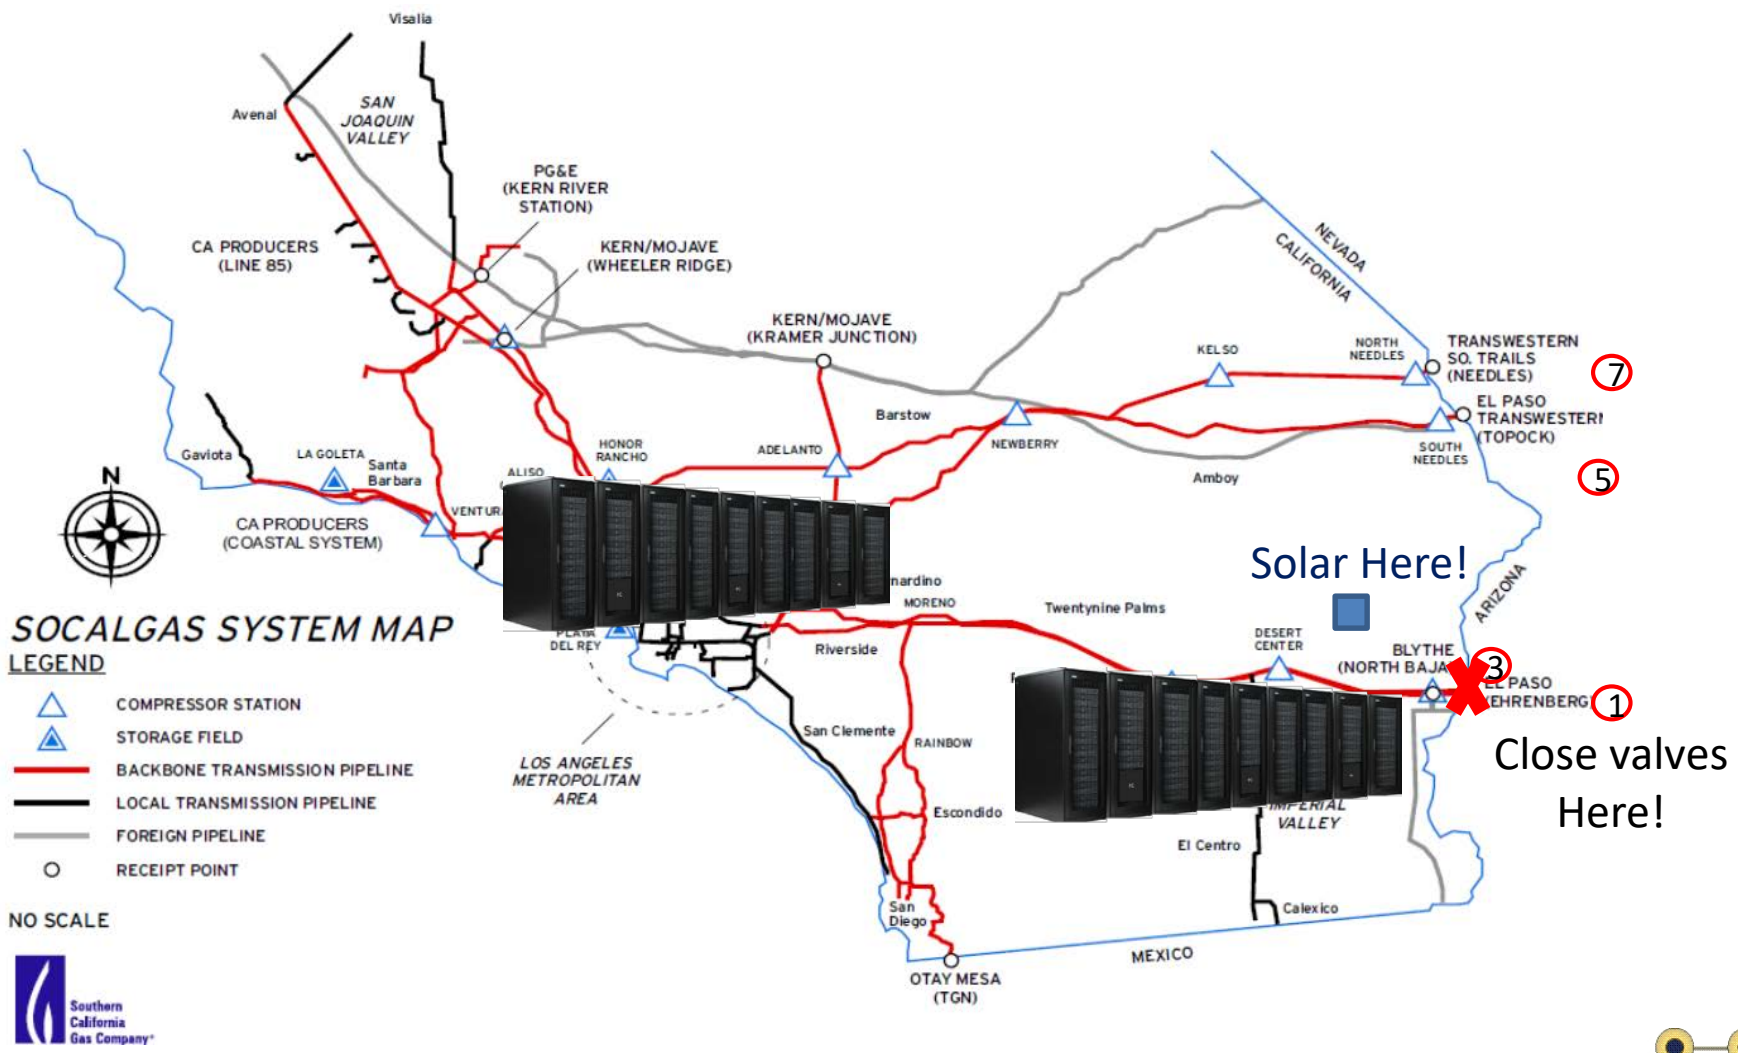 Visalia
Avenal
SAN
JOAQUIN
VALLEY
PG&E
(KERN RIVER
STATION)
CA PRODUCERS
(LINE 85)
KERN/MOJAVE
(WHEELER RIDGE)
NEVADA
CALIFORNIA
KERN/MOJAVE
(KRAMER JUNCTION)
KELSO
NORTH
NEEDLES
TRANSWESTERN
SO. TRAILS
(NEEDLES)
7
EL PASO
TRANSWESTERN
(TOPOCK)
Barstow
NEWBERRY
SOUTH
NEEDLES
Amboy
5
Gaviota
LA GOLETA
Santa
Barbara
HONOR
RANCHO
ADELANTO
ALISO
N
VENTURA
CA PRODUCERS
(COASTAL SYSTEM)
Solar Here!
ARIZONA
nardino
MORENO
Twentynine Palms
SOCALGAS SYSTEM MAP
LEGEND
PLAYA
DEL REY
Riverside
DESERT
CENTER
BLYTHE
(NORTH BAJA
3
EL PASO
EHRENBERG)
1
COMPRESSOR STATION
STORAGE FIELD
BACKBONE TRANSMISSION PIPELINE
LOCAL TRANSMISSION PIPELINE
FOREIGN PIPELINE
RECEIPT POINT
San Clemente
RAINBOW
LOS ANGELES
METROPOLITAN
AREA
Close valves
Here!
Escondido
IMPERIAL
VALLEY
El Centro
San
Diego
Calexico
NO SCALE
MEXICO
OTAY MESA
(TGN)
Southern
California
Gas Company®